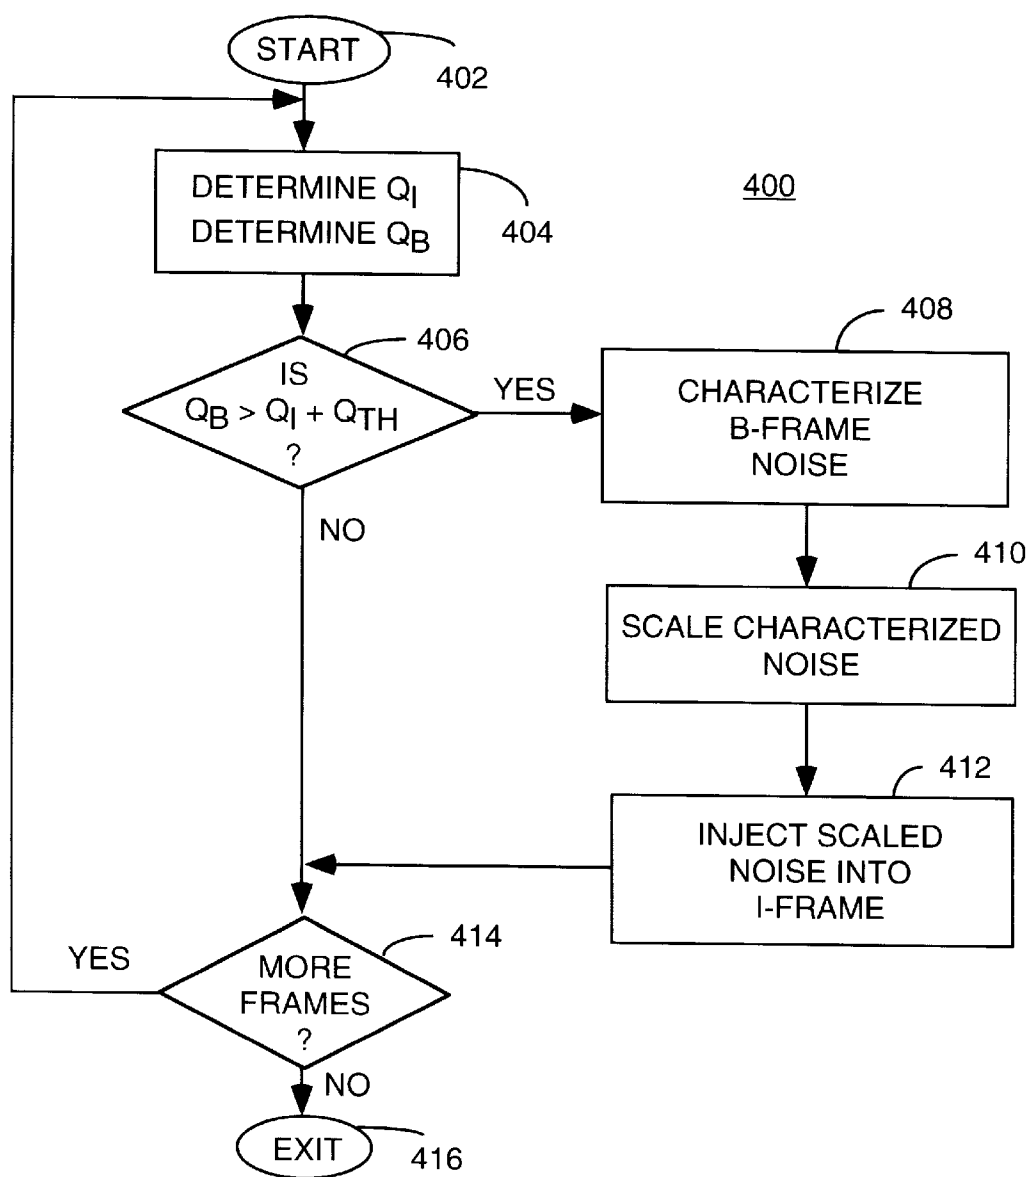 START
402
DETERMINE QI
DETERMINE QB
404
400
IS
QB > QI + QTH
?
406
YES
NO
408
CHARACTERIZE
B-FRAME
NOISE
410
SCALE CHARACTERIZED
NOISE
412
INJECT SCALED
NOISE INTO
I-FRAME
414
YES
MORE
FRAMES
?
NO
EXIT
416